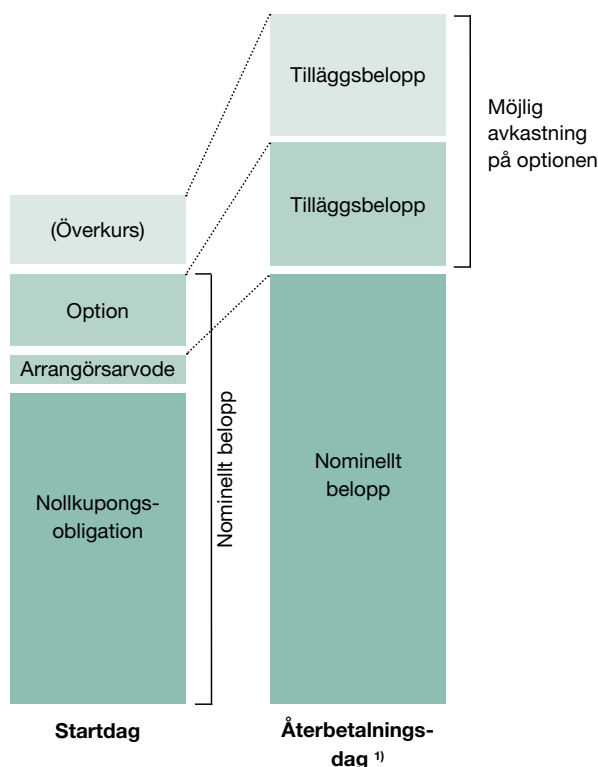 Tilläggsbelopp
Möjlig
avkastning
på optionen
Tilläggsbelopp
(Överkurs)
Option
Arrangörsarvode
Nollkupongs-
obligation
Nominellt belopp
Nominellt
belopp
Startdag
Återbetalnings-
dag 1)